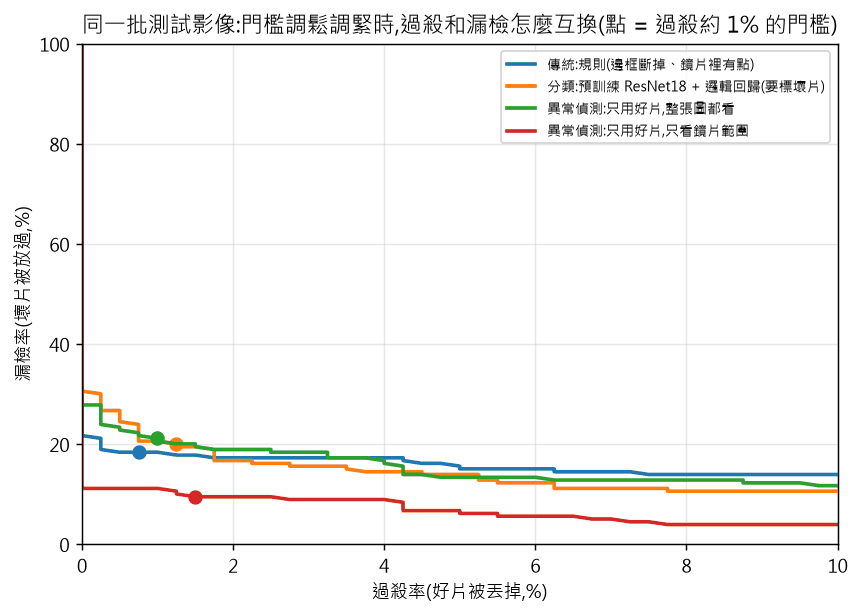 同一批測試影像:門檻調鬆調緊時,過殺和漏檢怎麼互換(點 = 過殺約 1% 的門檻)
傳統:規則(邊框斷掉、鏡片裡有點)
分類:預訓練 ResNet18 + 邏輯回歸(要標壞片)
異常偵測:只用好片,整張圖都看
異常偵測:只用好片,只看鏡片範圍
漏檢率(壞片被放過,%)
100
80
60
40
20
0
0 2 4 6 8 10
過殺率(好片被丟掉,%)